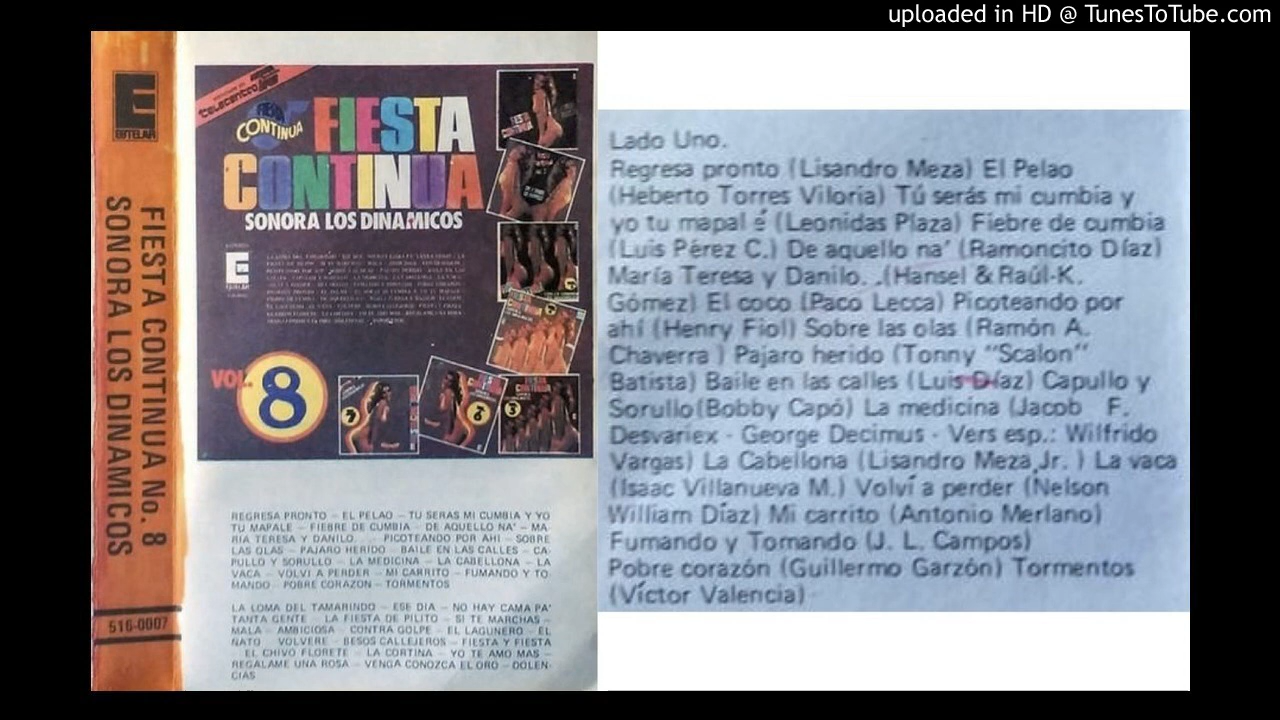 uploaded in HD @ TunesToTube.com
ESTELAR
FIESTA CONTINUA No. 8
SONORA LOS DINAMICOS
516-0007
telecentro
FIESTA
CONTINUA
FIESTA
CONTINUA
SONORA LOS DINAMICOS
E
VOL. 8
REGRESA PRONTO – EL PELAO – TU SERAS MI CUMBIA Y YO
TU MAPALE – FIEBRE DE CUMBIA – DE AQUELLO NA' – MA-
RIA TERESA Y DANILO. . . – PICOTEANDO POR AHI – SOBRE
LAS OLAS – PAJARO HERIDO – BAILE EN LAS CALLES – CA-
PULLO Y SORULLO – LA MEDICINA – LA CABELLONA – LA
VACA – VOLVI A PERDER – MI CARRITO – FUMANDO Y TO-
MANDO – POBRE CORAZON – TORMENTOS
LA LOMA DEL TAMARINDO – ESE DIA – NO HAY CAMA PA'
TANTA GENTE – LA FIESTA DE PILITO – SI TE MARCHAS –
MALA – AMBICIOSA – CONTRA GOLPE – EL LAGUNERO – EL
ÑATO – VOLVERE – BESOS CALLEJEROS – FIESTA Y FIESTA
– EL CHIVO FLORETE – LA CORTINA – YO TE AMO MAS –
REGALAME UNA ROSA – VENGA CONOZCA EL ORO – DOLEN-
CIAS
Lado Uno.
Regresa pronto (Lisandro Meza) El Pelao
(Heberto Torres Viloria) Tú serás mi cumbia y
yo tu mapal é (Leonidas Plaza) Fiebre de cumbia
(Luis Pérez C.) De aquello na' (Ramoncito Díaz)
María Teresa y Danilo. .(Hansel & Raúl-K.
Gómez) El coco (Paco Lecca) Picoteando por
ahí (Henry Fiol) Sobre las olas (Ramón A.
Chaverra ) Pajaro herido (Tonny "Scalon"
Batista) Baile en las calles (Luis Díaz) Capullo y
Sorullo(Bobby Capó) La medicina (Jacob F.
Desvariex - George Decimus - Vers esp.: Wilfrido
Vargas) La Cabellona (Lisandro Meza Jr. ) La vaca
(Isaac Villanueva M.) Volví a perder (Nelson
William Díaz) Mi carrito (Antonio Merlano)
Fumando y Tomando (J. L. Campos)
Pobre corazón (Guillermo Garzón) Tormentos
(Víctor Valencia)